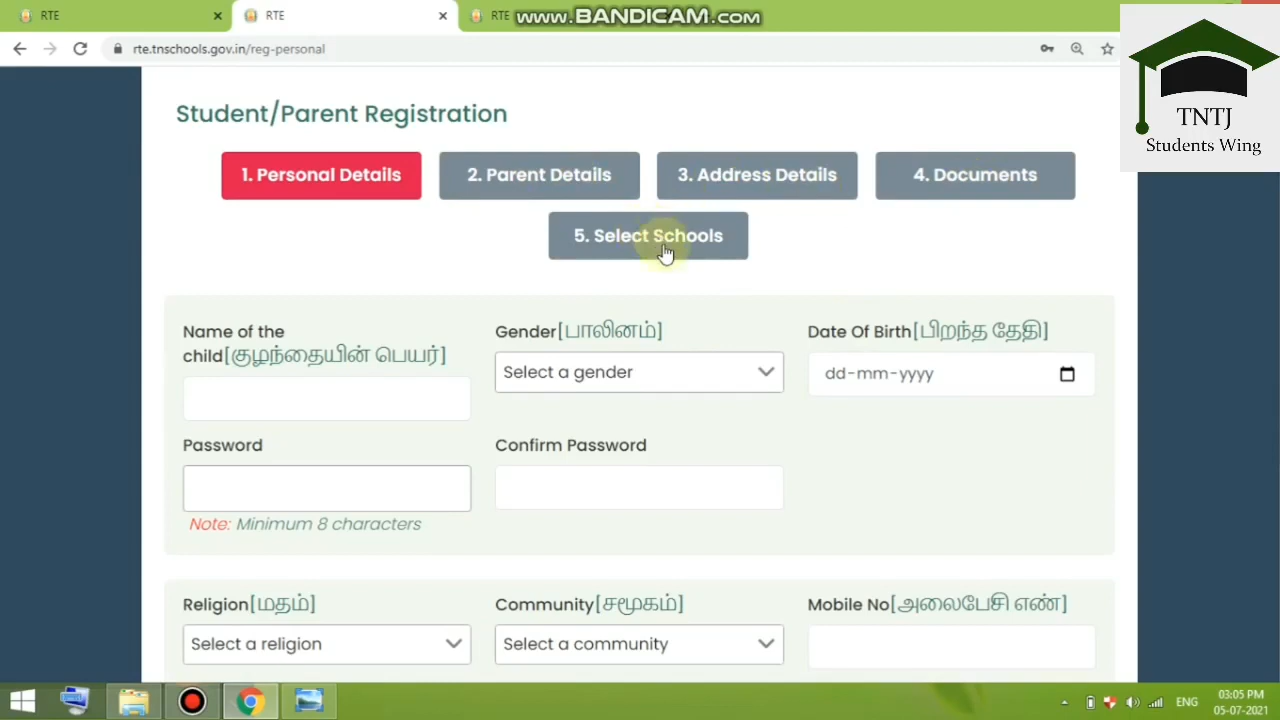 RTE
RTE
RTE
www.BANDICAM.com
rte.tnschools.gov.in/reg-personal
TNTJ
Students Wing
Student/Parent Registration
1. Personal Details
2. Parent Details
3. Address Details
4. Documents
5. Select Schools
Name of the
child[குழந்தையின் பெயர்]
Gender[பாலினம்]
Date Of Birth[பிறந்த தேதி]
Select a gender
dd-mm-yyyy
Password
Confirm Password
Note: Minimum 8 characters
Religion[மதம்]
Community[சமூகம்]
Mobile No[அலைபேசி எண்]
Select a religion
Select a community
ENG
03:05 PM
05-07-2021